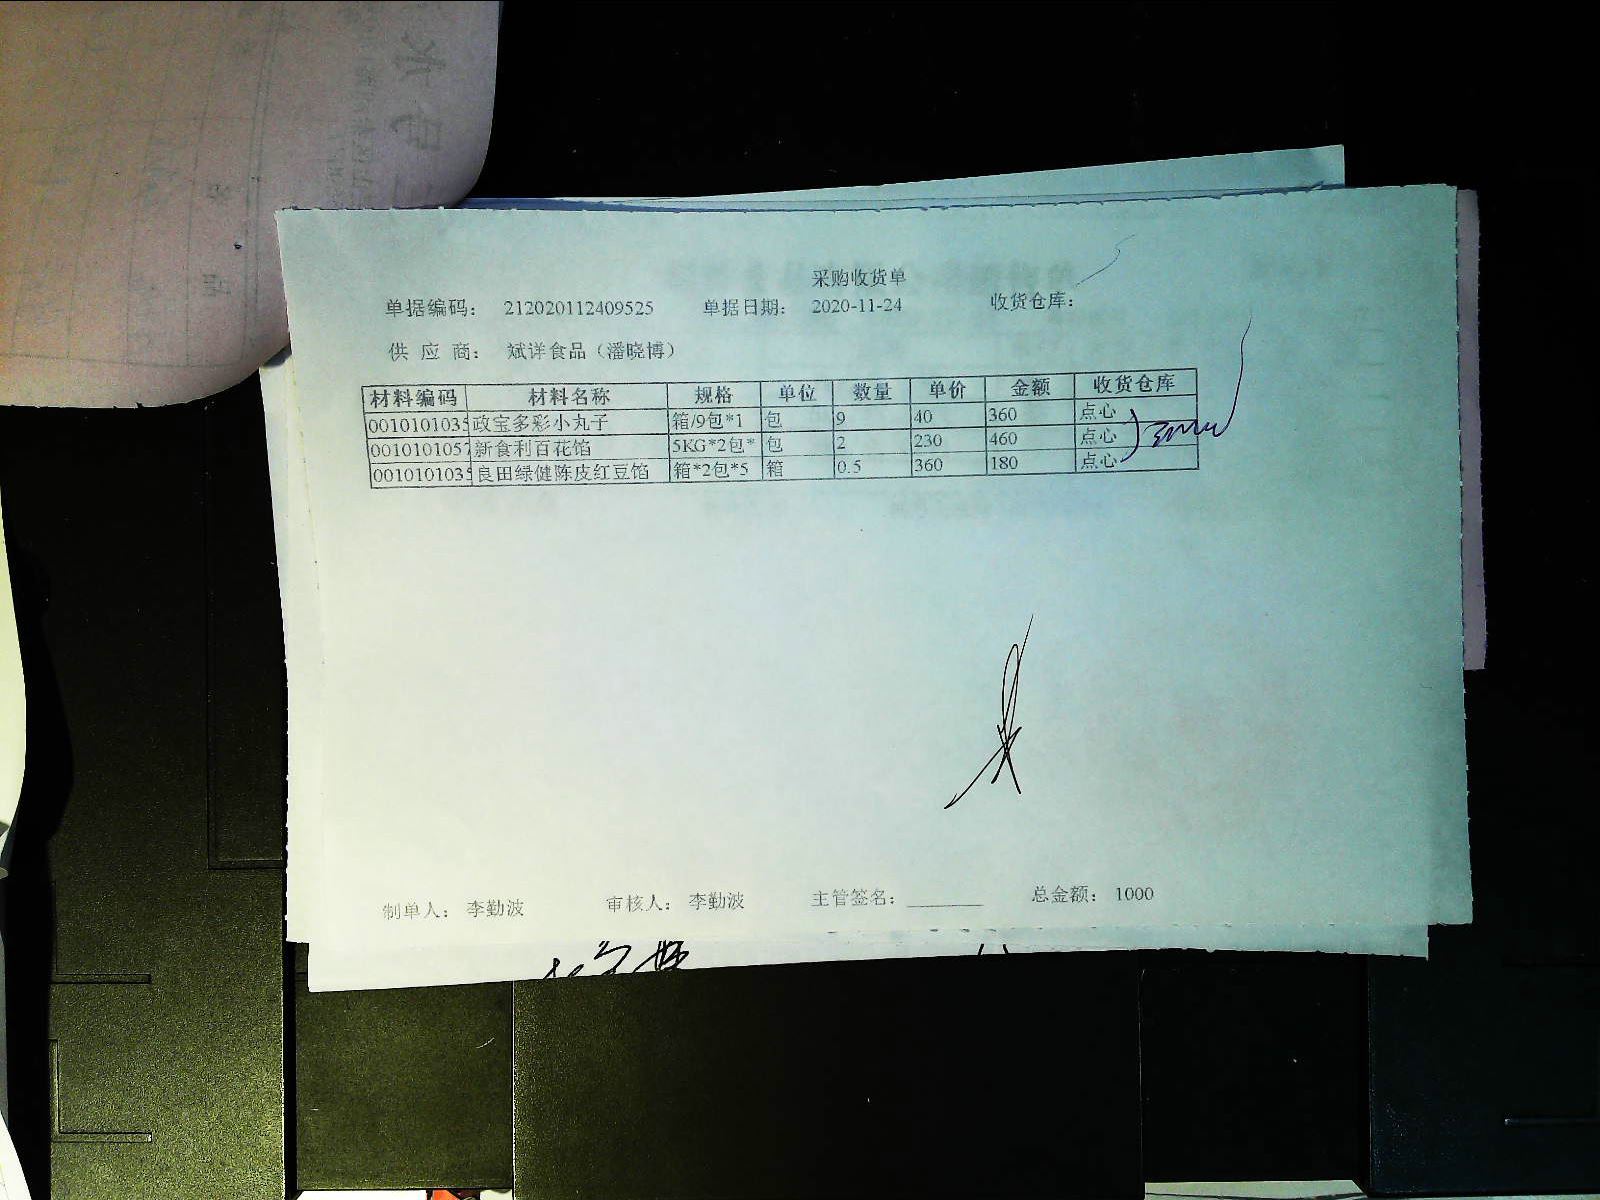 采购收货单
单据编码： 212020112409525 单据日期： 2020-11-24 收货仓库：
供 应 商： 斌详食品（潘晓博）
材料编码 材料名称 规格 单位 数量 单价 金额 收货仓库
0010101035 政宝多彩小丸子 箱/9包*1 包 9 40 360 点心
0010101057 新食利百花馅 5KG*2包* 包 2 230 460 点心
0010101035 良田绿健陈皮红豆馅 箱*2包*5 箱 0.5 360 180 点心
制单人： 李勤波 审核人： 李勤波 主管签名：________ 总金额： 1000